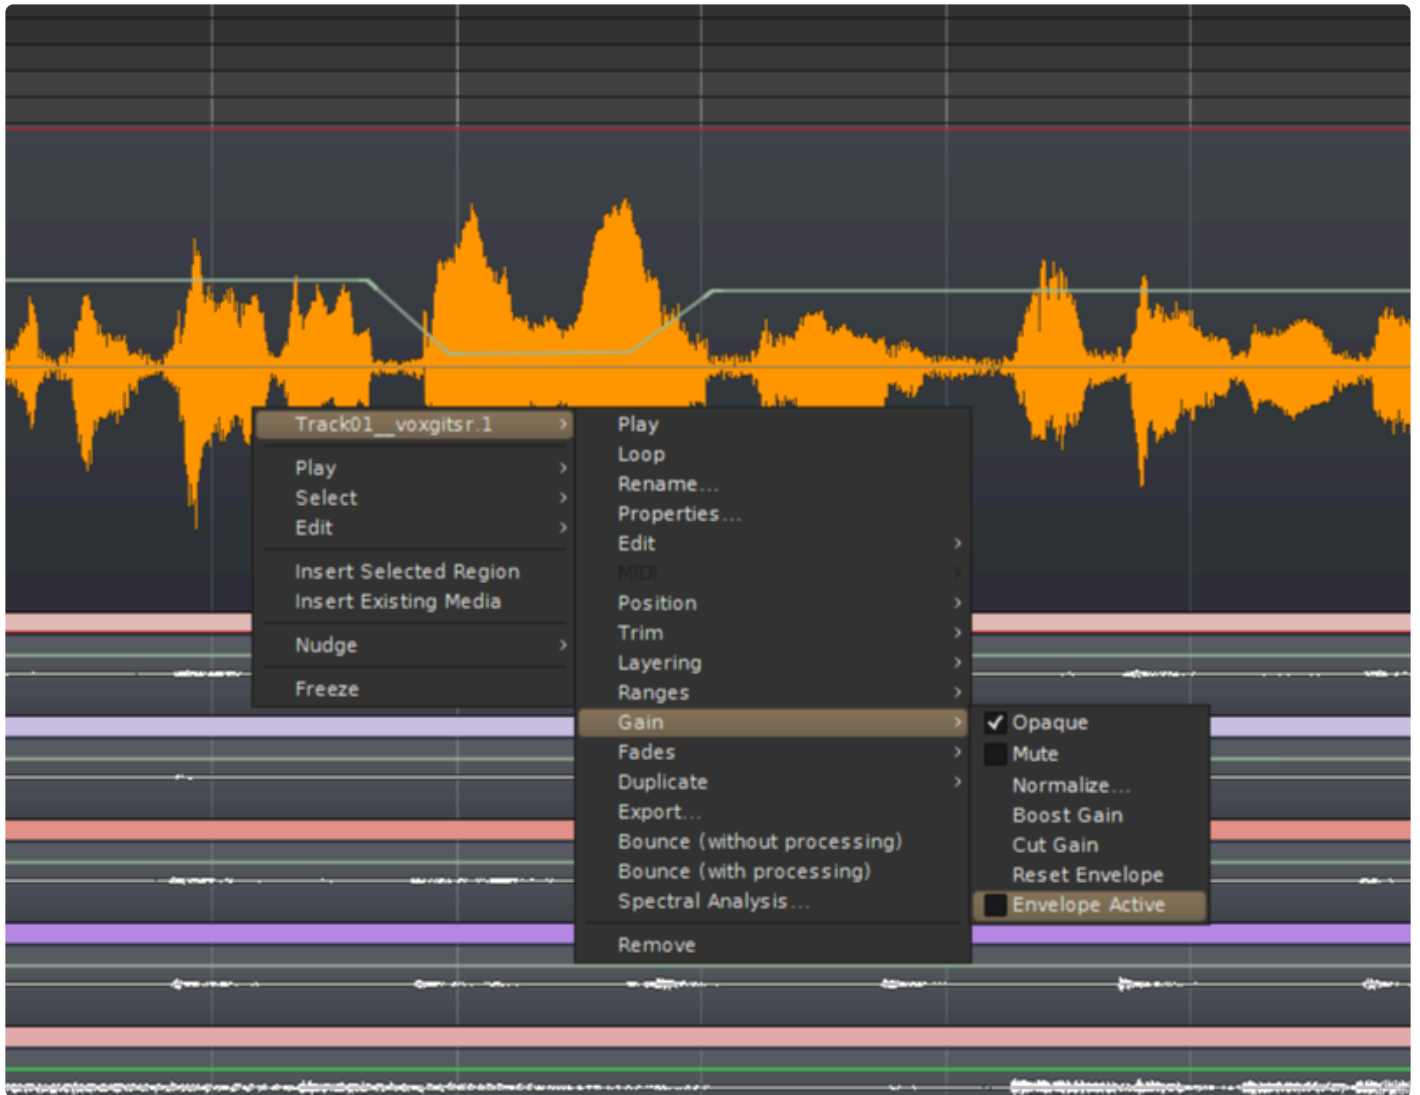 Track01__voxgitsr.1
Play
Select
Edit
Insert Selected Region
Insert Existing Media
Nudge
Freeze
Play
Loop
Rename...
Properties...
Edit
MIDI
Position
Trim
Layering
Ranges
Gain
Fades
Duplicate
Export...
Bounce (without processing)
Bounce (with processing)
Spectral Analysis...
Remove
Opaque
Mute
Normalize...
Boost Gain
Cut Gain
Reset Envelope
Envelope Active